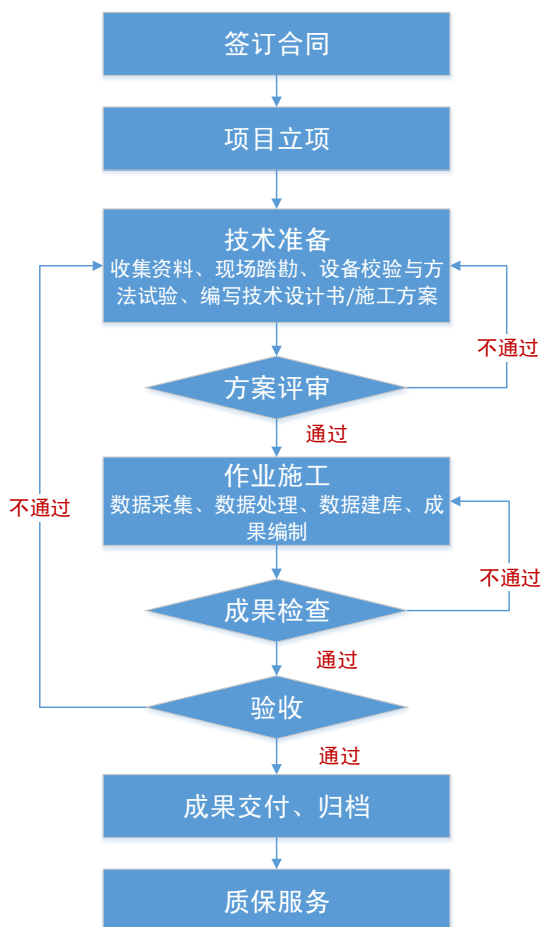 签订合同
项目立项
技术准备
收集资料、现场踏勘、设备校验与方
法试验、编写技术设计书/施工方案
不通过
方案评审
通过
作业施工
数据采集、数据处理、数据建库、成
果编制
不通过
不通过
成果检查
通过
验收
通过
成果交付、归档
质保服务